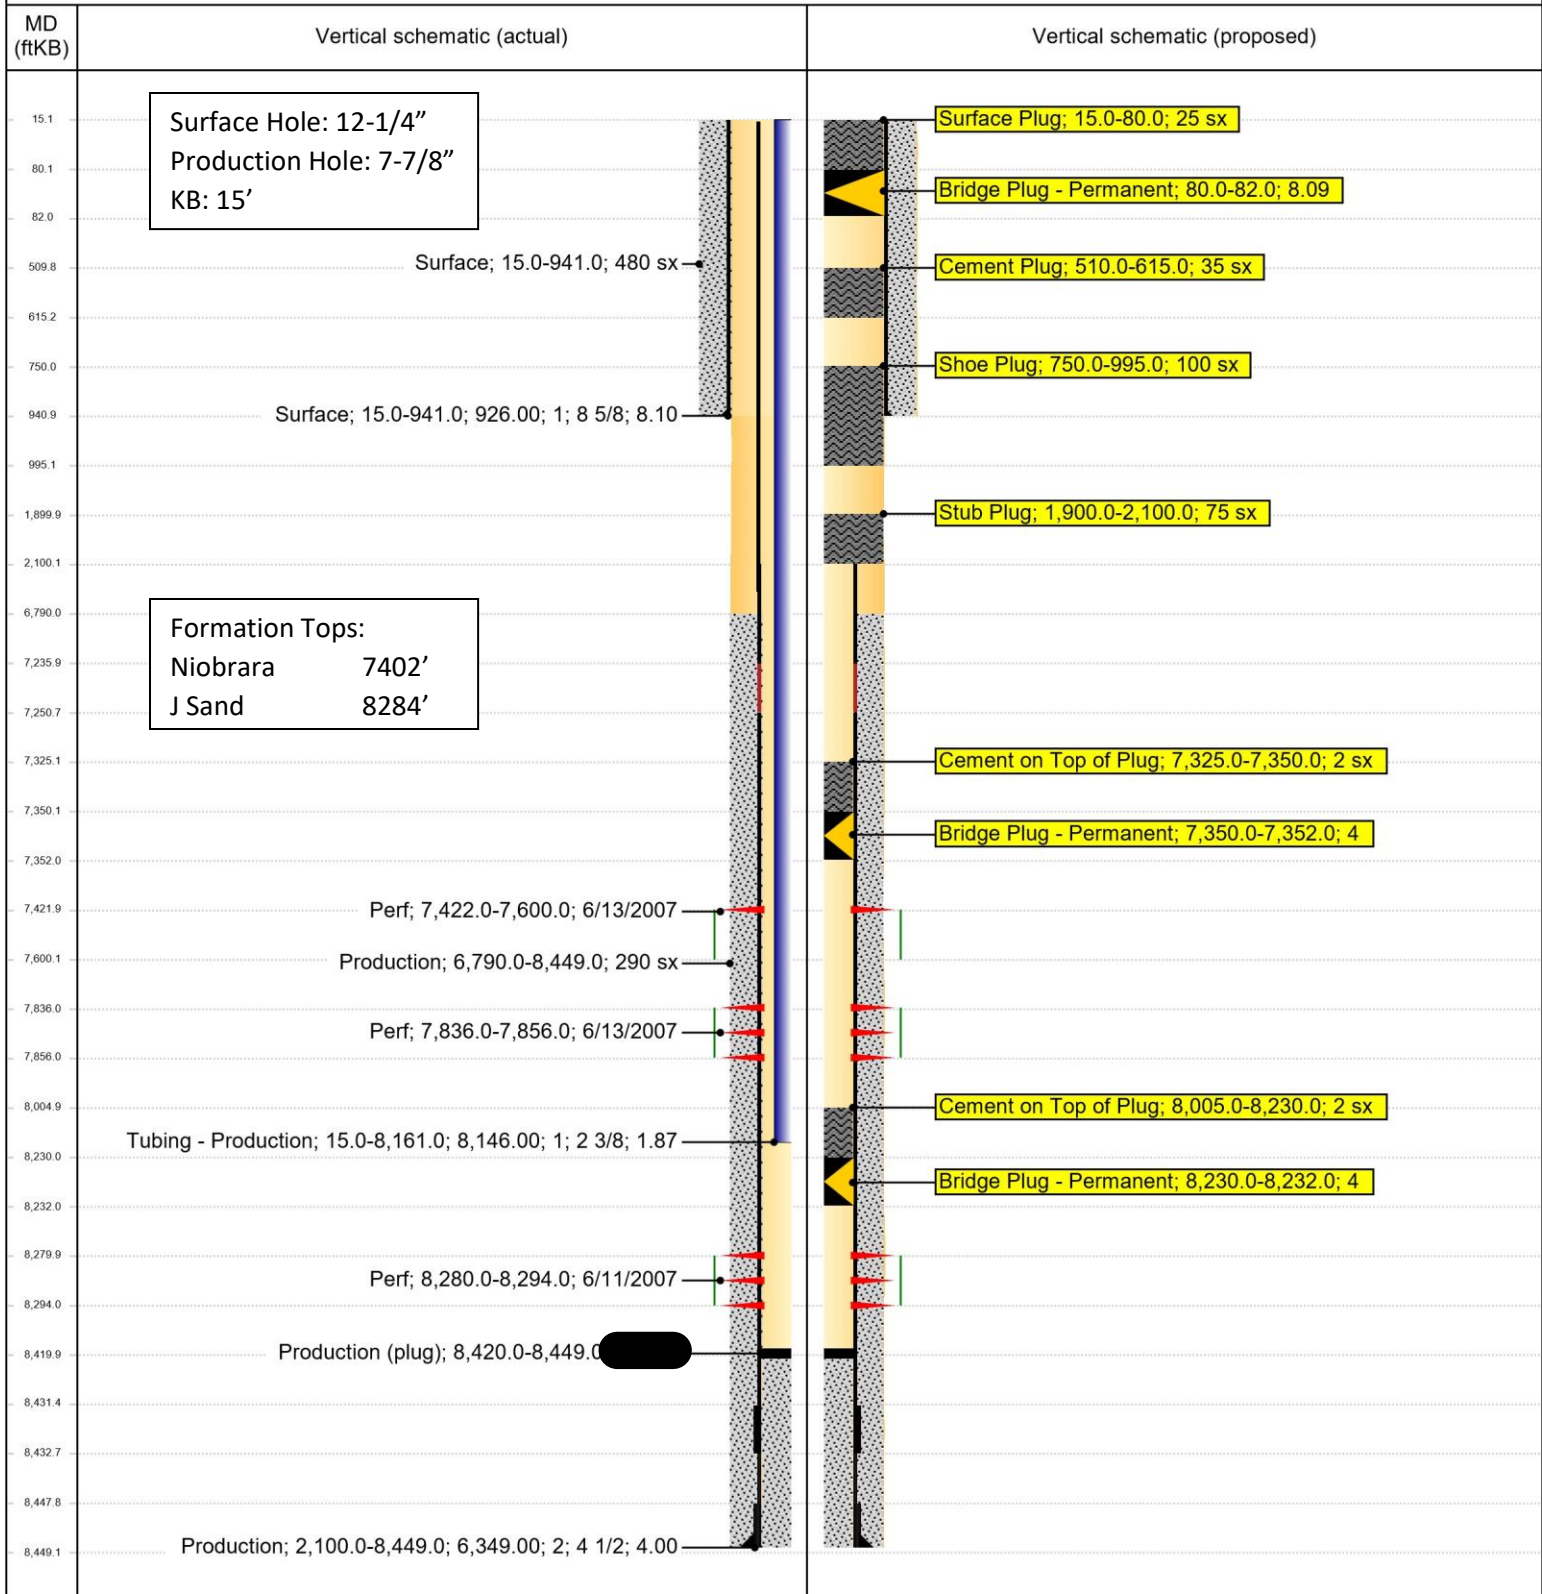 MD
(ftKB)
Vertical schematic (actual)
Vertical schematic (proposed)
15.1
80.1
82.0
509.8
615.2
750.0
940.9
995.1
1,899.9
2,100.1
6,790.0
7,235.9
7,250.7
7,325.1
7,350.1
7,352.0
7,421.9
7,600.1
7,836.0
7,856.0
8,004.9
8,230.0
8,232.0
8,279.9
8,294.0
8,419.9
8,431.4
8,432.7
8,447.8
8,449.1
Surface Hole: 12-1/4”
Production Hole: 7-7/8”
KB: 15’
Surface; 15.0-941.0; 480 sx
Surface; 15.0-941.0; 926.00; 1; 8 5/8; 8.10
Formation Tops:
Niobrara 7402’
J Sand 8284’
Perf; 7,422.0-7,600.0; 6/13/2007
Production; 6,790.0-8,449.0; 290 sx
Perf; 7,836.0-7,856.0; 6/13/2007
Tubing - Production; 15.0-8,161.0; 8,146.00; 1; 2 3/8; 1.87
Perf; 8,280.0-8,294.0; 6/11/2007
Production (plug); 8,420.0-8,449.0
Production; 2,100.0-8,449.0; 6,349.00; 2; 4 1/2; 4.00
Surface Plug; 15.0-80.0; 25 sx
Bridge Plug - Permanent; 80.0-82.0; 8.09
Cement Plug; 510.0-615.0; 35 sx
Shoe Plug; 750.0-995.0; 100 sx
Stub Plug; 1,900.0-2,100.0; 75 sx
Cement on Top of Plug; 7,325.0-7,350.0; 2 sx
Bridge Plug - Permanent; 7,350.0-7,352.0; 4
Cement on Top of Plug; 8,005.0-8,230.0; 2 sx
Bridge Plug - Permanent; 8,230.0-8,232.0; 4